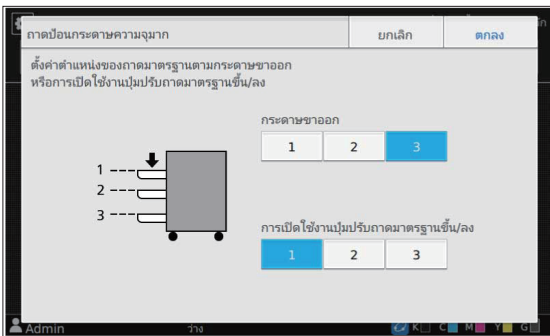 ถาดป้อนกระดาษความจุมาก
ยกเลิก
ตกลง
ตั้งค่าตำแหน่งของถาดมาตรฐานตามกระดาษขาออก
หรือการเปิดใช้งานปุ่มปรับถาดมาตรฐานขึ้น/ลง
กระดาษขาออก
1 2 3
1
2
3
การเปิดใช้งานปุ่มปรับถาดมาตรฐานขึ้น/ลง
1 2 3
Admin ว่าง K C M Y G